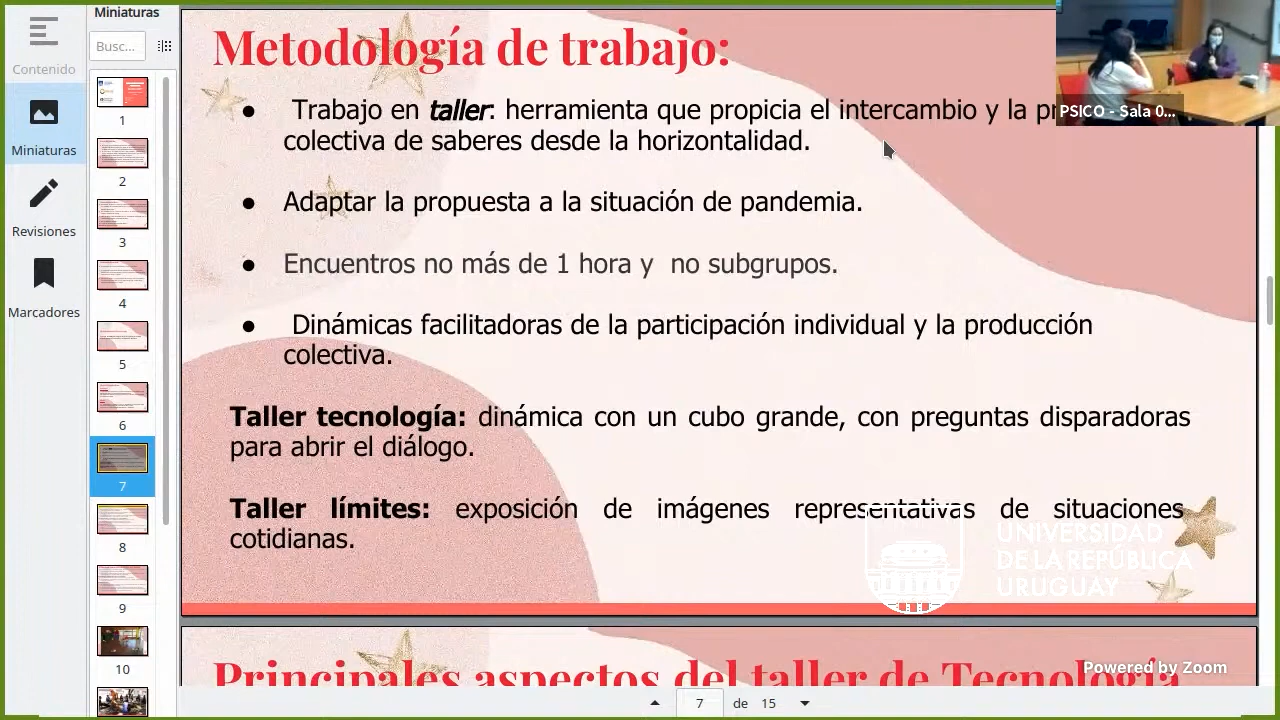 Contenido
Miniaturas
Revisiones
Marcadores
Miniaturas
Busc...
1
2
3
4
5
6
7
8
9
10
Metodología de trabajo:
● Trabajo en taller: herramienta que propicia el intercambio y la
colectiva de saberes desde la horizontalidad.
● Adaptar la propuesta a la situación de pandemia.
● Encuentros no más de 1 hora y no subgrupos.
● Dinámicas facilitadoras de la participación individual y la producción
colectiva.
Taller tecnología: dinámica con un cubo grande, con preguntas disparadoras
para abrir el diálogo.
Taller límites: exposición de imágenes representativas de situaciones
cotidianas.
UNIVERSIDAD
DE LA REPÚBLICA
URUGUAY
Principales aspectos del taller de Tecnología
PSICO - Sala 0...
Powered by Zoom
7 de 15